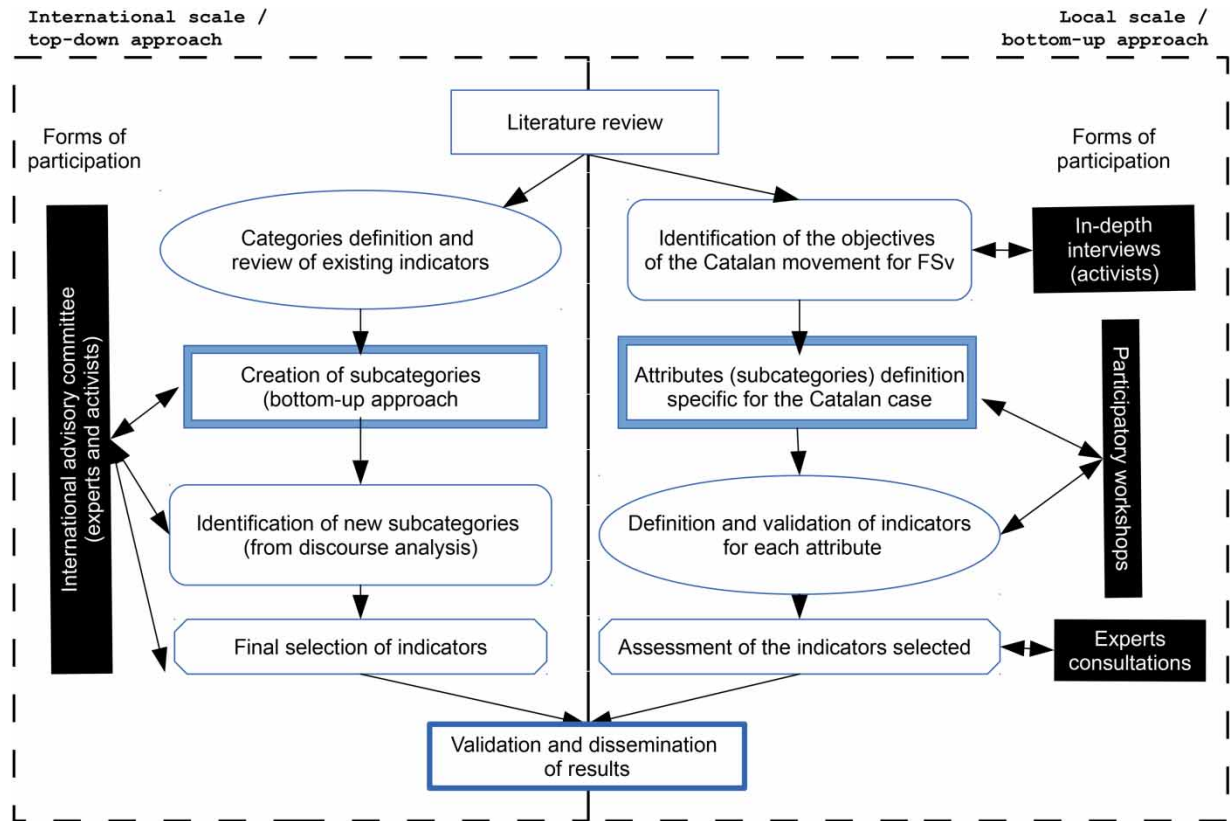 International scale /
top-down approach
Local scale /
bottom-up approach
Literature review
Forms of
participation
Forms of
participation
Categories definition and
review of existing indicators
Identification of the objectives
of the Catalan movement for FSv
In-depth
interviews
(activists)
International advisory committee
(experts and activists)
Creation of subcategories
(bottom-up approach
Attributes (subcategories) definition
specific for the Catalan case
Participatory workshops
Identification of new subcategories
(from discourse analysis)
Definition and validation of indicators
for each attribute
Final selection of indicators
Assessment of the indicators selected
Experts
consultations
Validation and dissemination
of results